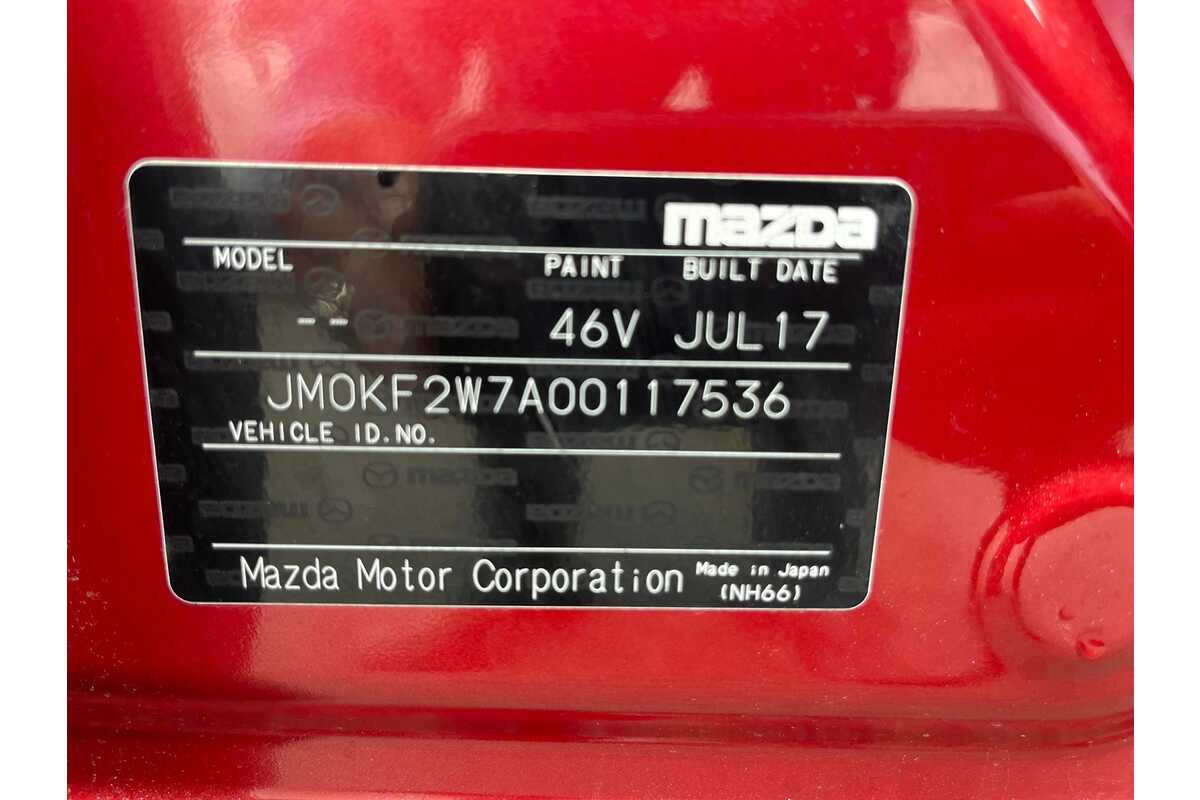 mazda
MODEL PAINT BUILT DATE
-- 46V JUL17
JM0KF2W7A00117536
VEHICLE ID.NO.
Mazda Motor Corporation Made in Japan
(NH66)